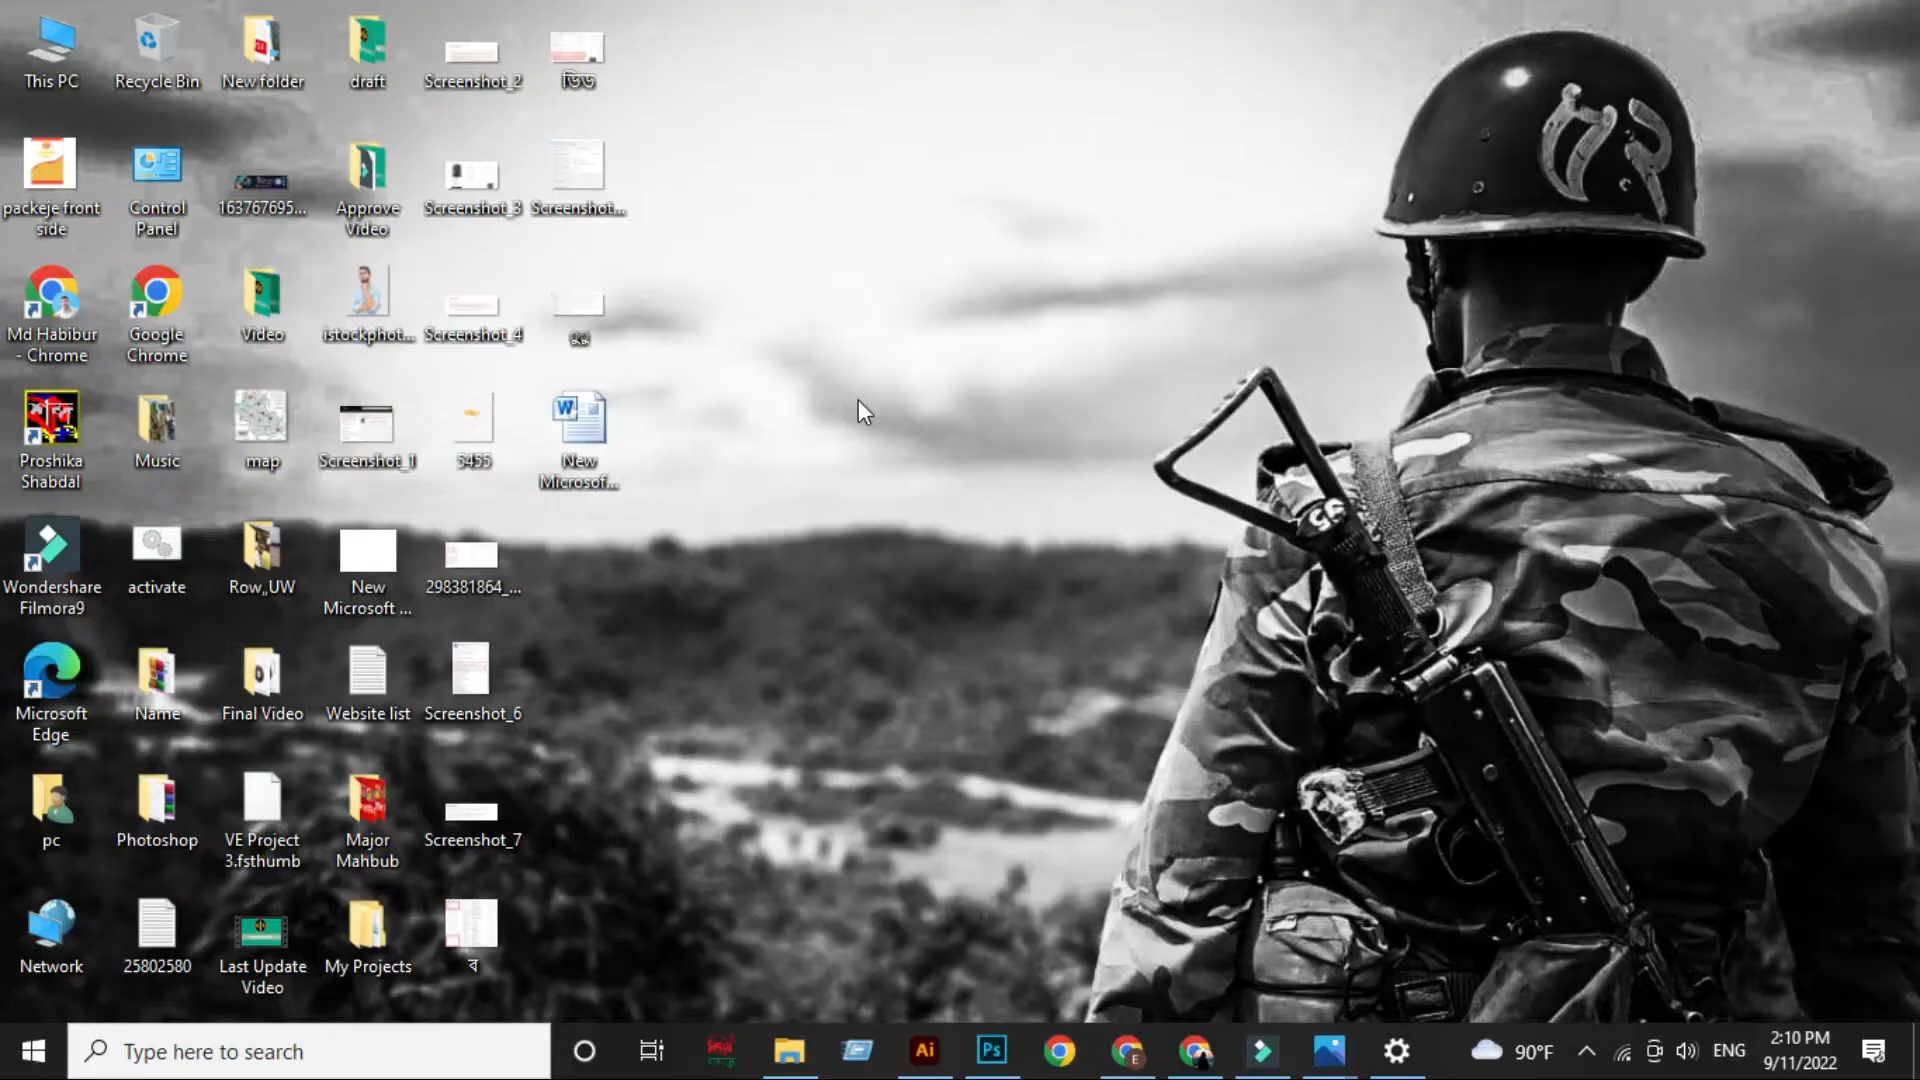 This PC
Recycle Bin
New folder
draft
Screenshot_2
ভিড
packeje front
side
Control
Panel
163767695...
Approve
Video
Screenshot_3
Screenshot...
Md Habibur
- Chrome
Google
Chrome
Video
istockphot...
Screenshot_4
Proshika
Shabdal
Music
map
Screenshot_1
5455
New
Microsof...
Wondershare
Filmora9
activate
Row,,UW
New
Microsoft ...
298381864_...
Microsoft
Edge
Name
Final Video
Website list
Screenshot_6
pc
Photoshop
VE Project
3.fsthumb
Major
Mahbub
Screenshot_7
Network
25802580
Last Update
Video
My Projects
ব
Type here to search
Ai
Ps
E
90°F
ENG
2:10 PM
9/11/2022